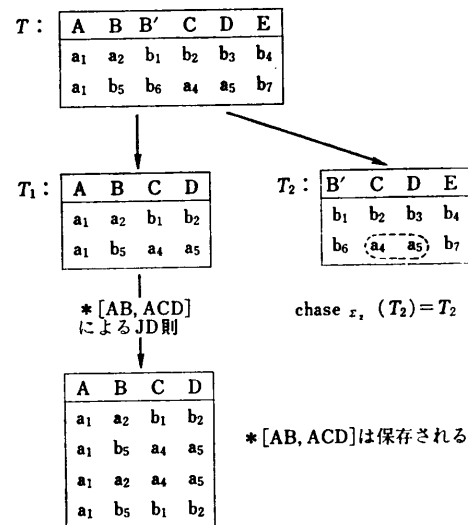 T： A B B′ C D E
a₁ a₂ b₁ b₂ b₃ b₄
a₁ b₅ b₆ a₄ a₅ b₇
T₁： A B C D
a₁ a₂ b₁ b₂
a₁ b₅ a₄ a₅
T₂： B′ C D E
b₁ b₂ b₃ b₄
b₆ a₄ a₅ b₇
chase Σ₂ (T₂)=T₂
*[AB, ACD]
によるJD則
A B C D
a₁ a₂ b₁ b₂
a₁ b₅ a₄ a₅
a₁ a₂ a₄ a₅
a₁ b₅ b₁ b₂
*[AB, ACD]は保存される